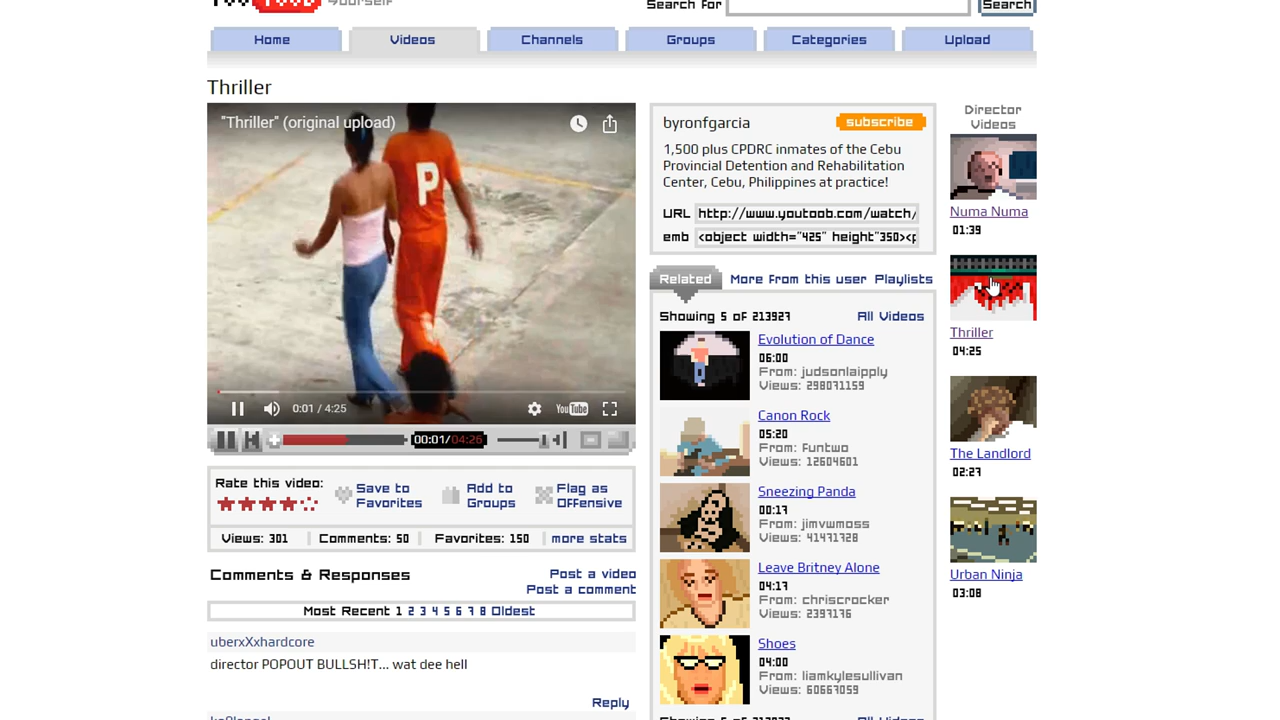 Yourself
Search for
Search
Home
Videos
Channels
Groups
Categories
Upload
Thriller
"Thriller" (original upload)
P
0:01 / 4:25
YouTube
00:01/04:26
Rate this video:
Save to
Favorites
Add to
Groups
Flag as
Offensive
Views: 301
Comments: 50
Favorites: 150
more stats
Comments & Responses
Post a video
Post a comment
Most Recent 1 2 3 4 5 6 7 8 Oldest
uberxXxhardcore
director POPOUT BULLSH!T... wat dee hell
Reply
byronfgarcia
subscribe
1,500 plus CPDRC inmates of the Cebu
Provincial Detention and Rehabilitation
Center, Cebu, Philippines at practice!
URL http://www.youtoob.com/watch/
emb <object width="425" height"350><p
Related
More from this user
Playlists
Showing 5 of 213927
All Videos
Evolution of Dance
06:00
From: judsonlaipply
Views: 298071159
Canon Rock
05:20
From: funtwo
Views: 12604601
Sneezing Panda
00:17
From: jimvwmoss
Views: 41471728
Leave Britney Alone
04:17
From: chriscrocker
Views: 2397176
Shoes
04:00
From: liamkylesullivan
Views: 60667059
Director
Videos
Numa Numa
01:39
Thriller
04:25
The Landlord
02:27
Urban Ninja
03:08